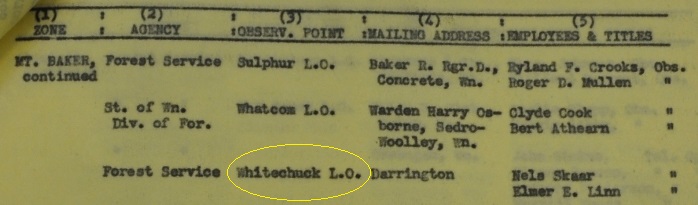 (1) : (2) : (3) : (4) : (5)
ZONE : AGENCY :OBSERV. POINT :MAILING ADDRESS :EMPLOYEES & TITLES
MT. BAKER, Forest Service Sulphur L.O. Baker R. Rgr.D., Ryland F. Crooks, Obs.
continued Concrete, Wn. Roger D. Mullen "
St. of Wn. Whatcom L.O. Warden Harry Os- Clyde Cook "
Div. of For. borne, Sedro- Bert Athearn "
Woolley, Wn.
Forest Service Whitechuck L.O. Darrington Nels Skaar "
Elmer E. Linn "